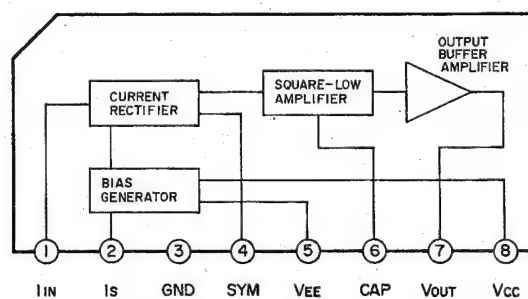 OUTPUT
BUFFER
AMPLIFIER
CURRENT
RECTIFIER
SQUARE-LOW
AMPLIFIER
BIAS
GENERATOR
1 2 3 4 5 6 7 8
IIN IS GND SYM VEE CAP VOUT VCC